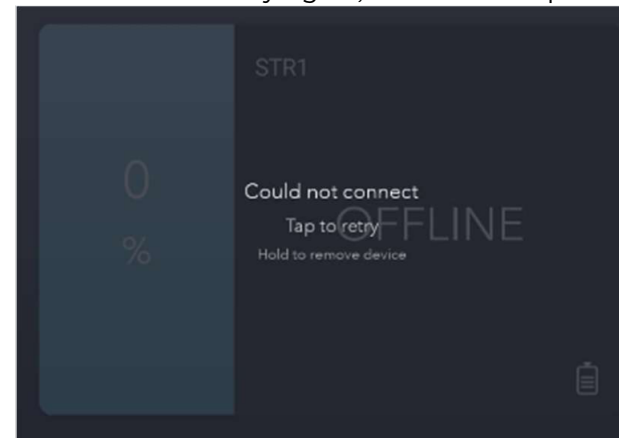 STR1
0
%
Could not connect
OFFLINE
Tap to retry
Hold to remove device